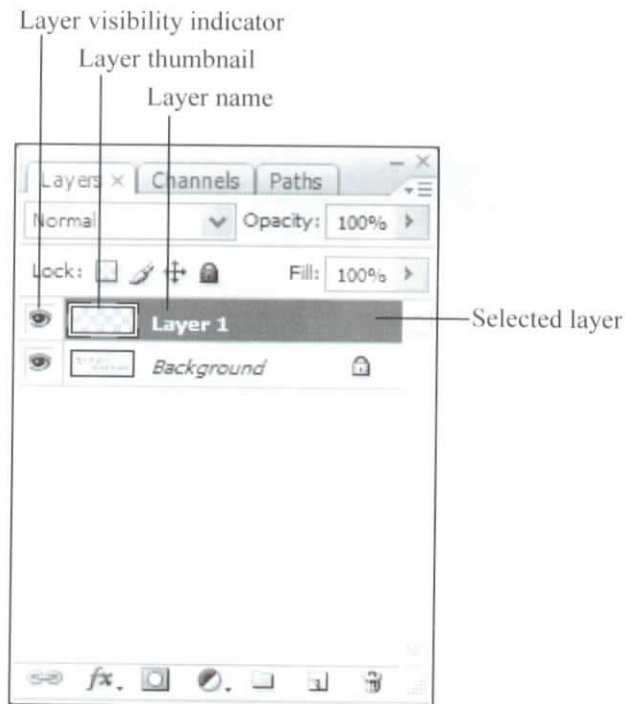 Layer visibility indicator
Layer thumbnail
Layer name
Layers × Channels Paths
Normal Opacity: 100%
Lock: Fill: 100%
Layer 1
Selected layer
Background
fx.